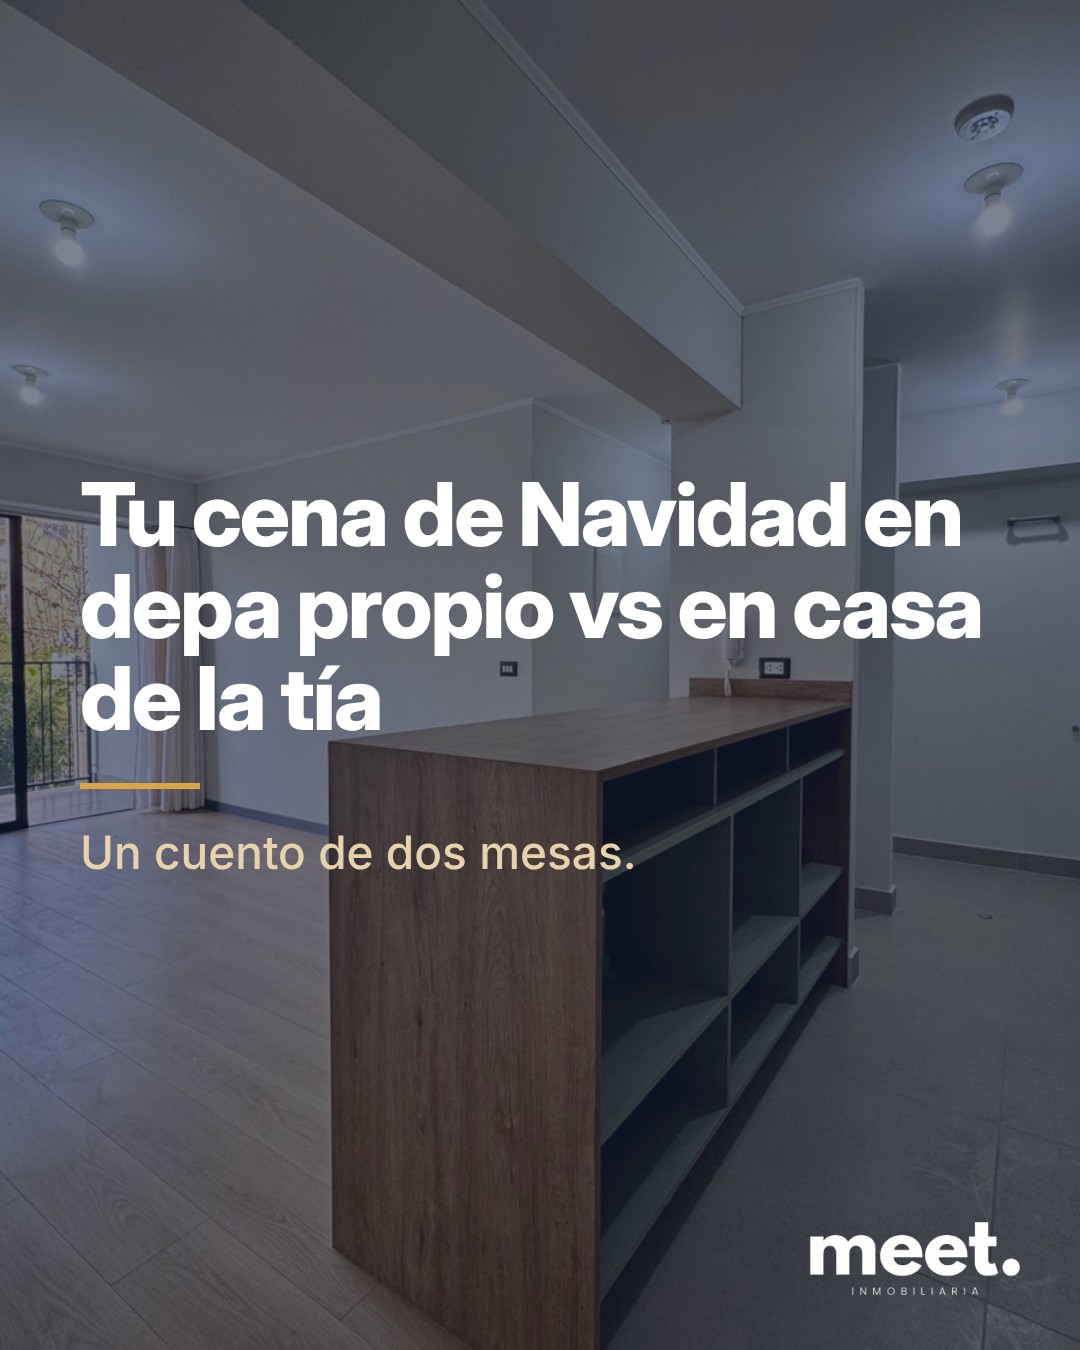 Tu cena de Navidad en
depa propio vs en casa
de la tía
Un cuento de dos mesas.
meet.
INMOBILIARIA